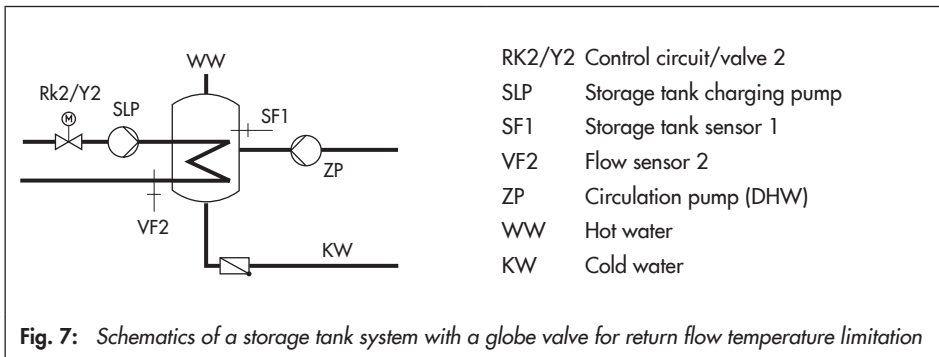 WW
Rk2/Y2
M
SLP
SF1
ZP
VF2
KW
RK2/Y2 Control circuit/valve 2
SLP Storage tank charging pump
SF1 Storage tank sensor 1
VF2 Flow sensor 2
ZP Circulation pump (DHW)
WW Hot water
KW Cold water
Fig. 7: Schematics of a storage tank system with a globe valve for return flow temperature limitation